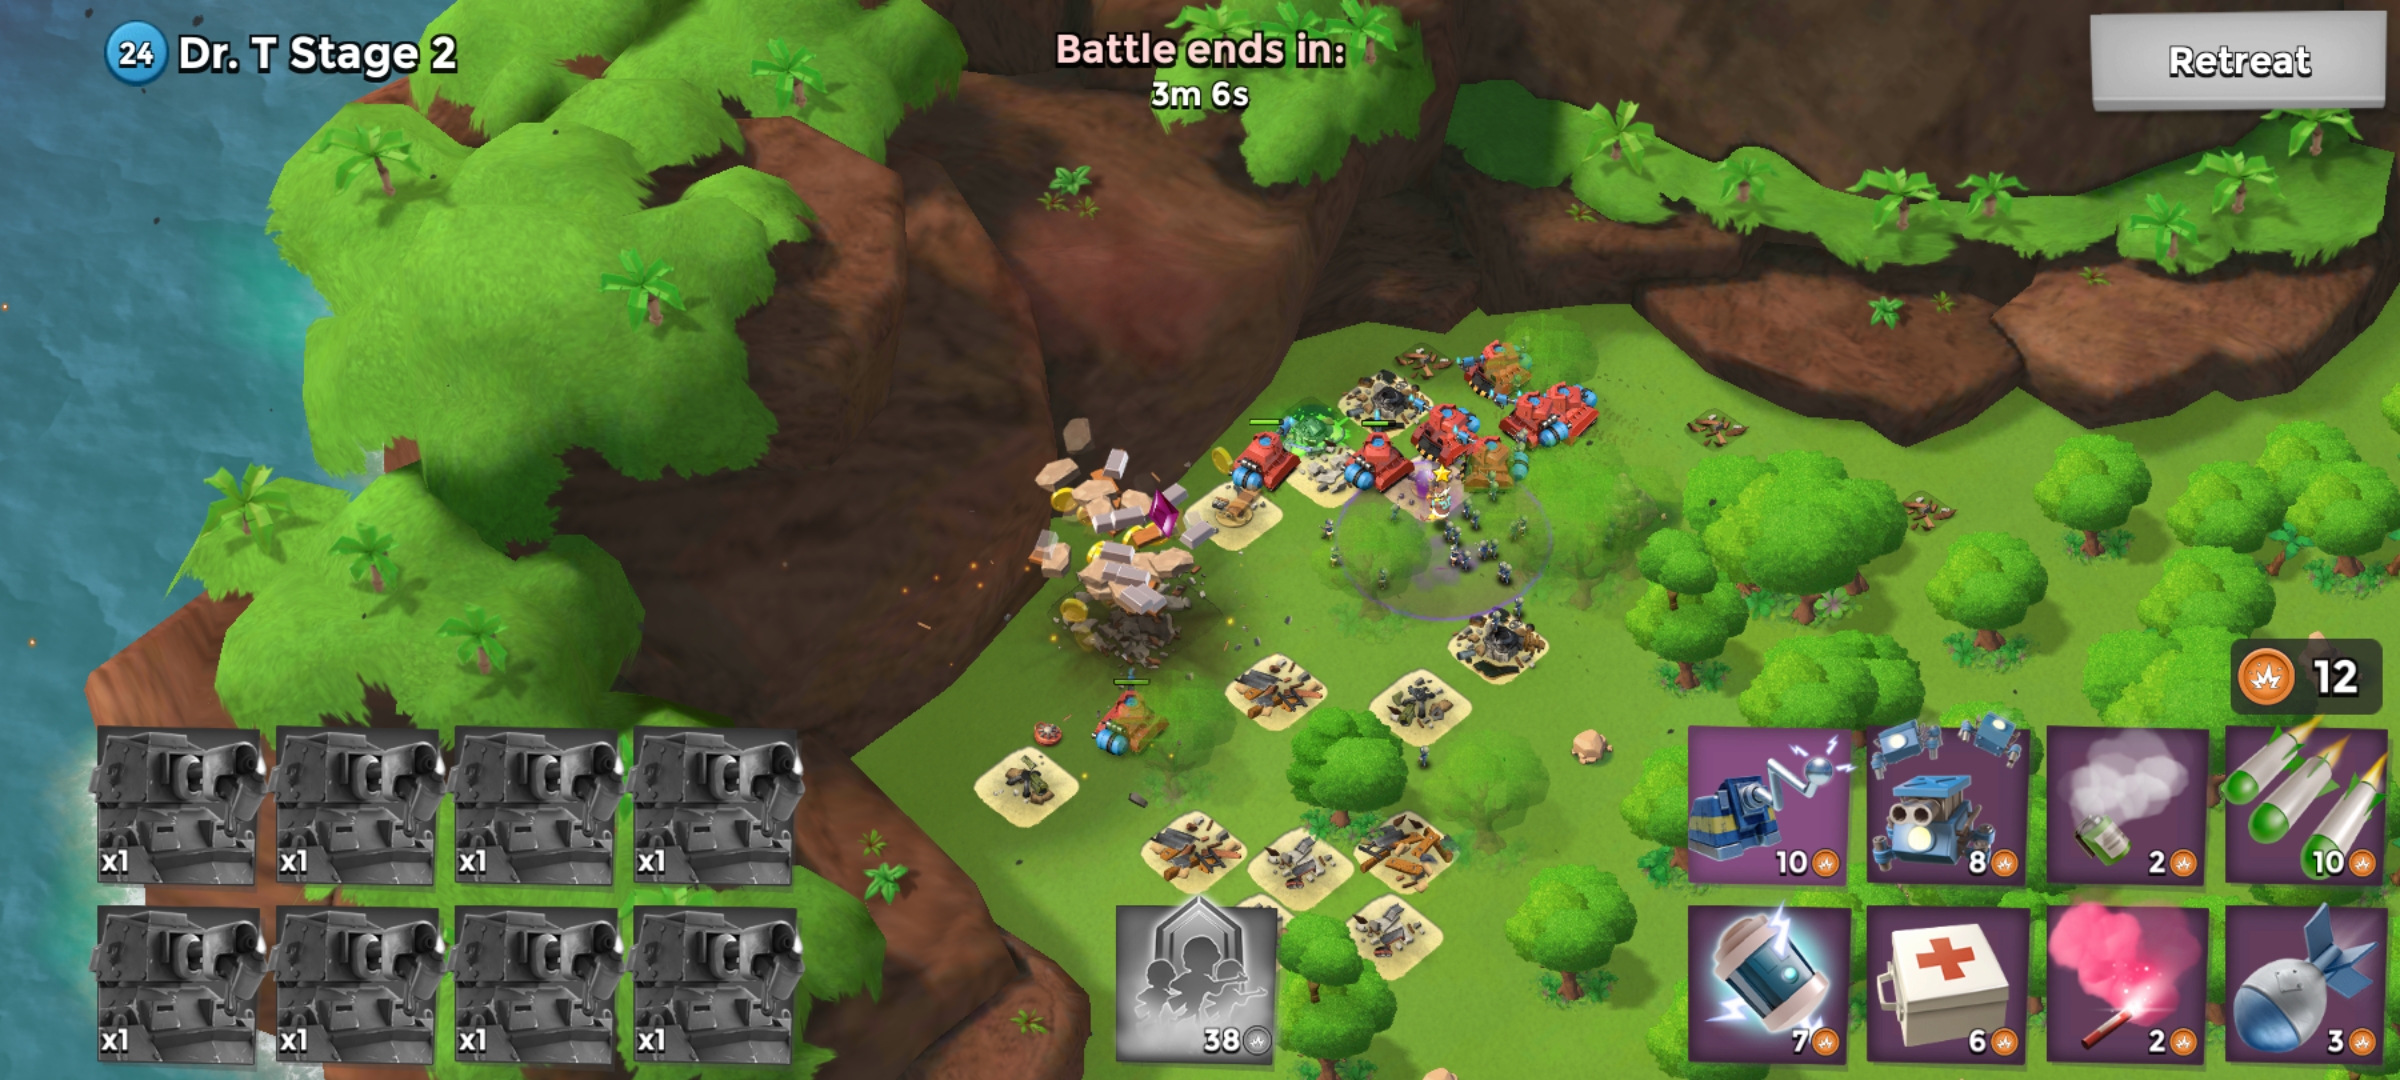 24 Dr. T Stage 2
Battle ends in:
3m 6s
Retreat
12
x1 x1 x1 x1
10 8 2 10
x1 x1 x1 x1
38
7 6 2 3